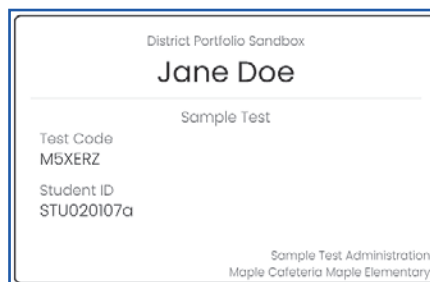 District Portfolio Sandbox
Jane Doe
Sample Test
Test Code
M5XERZ
Student ID
STU020107a
Sample Test Administration
Maple Cafeteria Maple Elementary